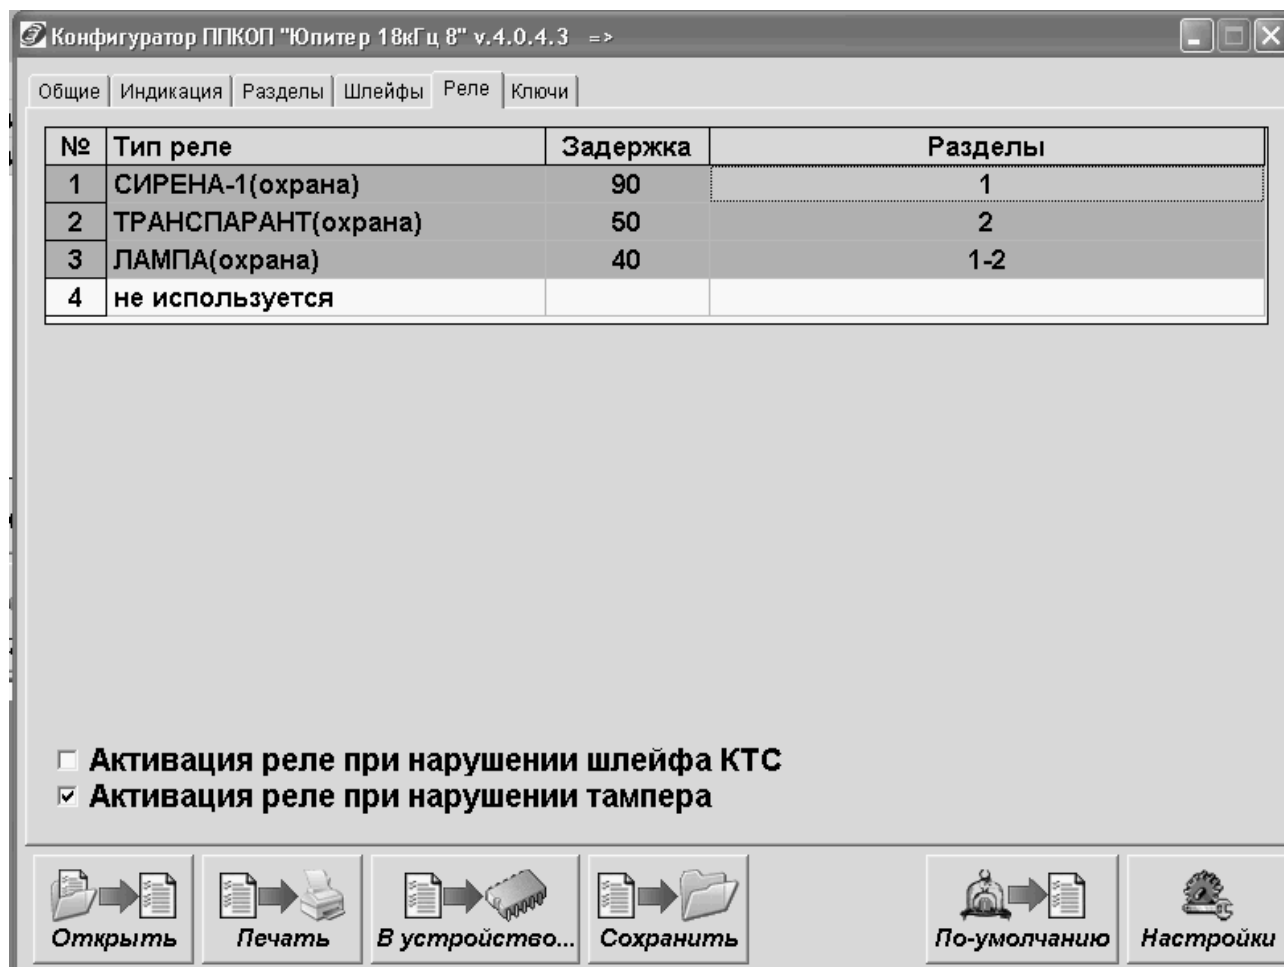 Конфигуратор ППКОП "Юпитер 18кГц 8" v.4.0.4.3 =>
Общие Индикация Разделы Шлейфы Реле Ключи
№ Тип реле Задержка Разделы
1 СИРЕНА-1(охрана) 90 1
2 ТРАНСПАРАНТ(охрана) 50 2
3 ЛАМПА(охрана) 40 1-2
4 не используется
Активация реле при нарушении шлейфа КТС
Активация реле при нарушении тампера
Открыть Печать В устройство... Сохранить По-умолчанию Настройки